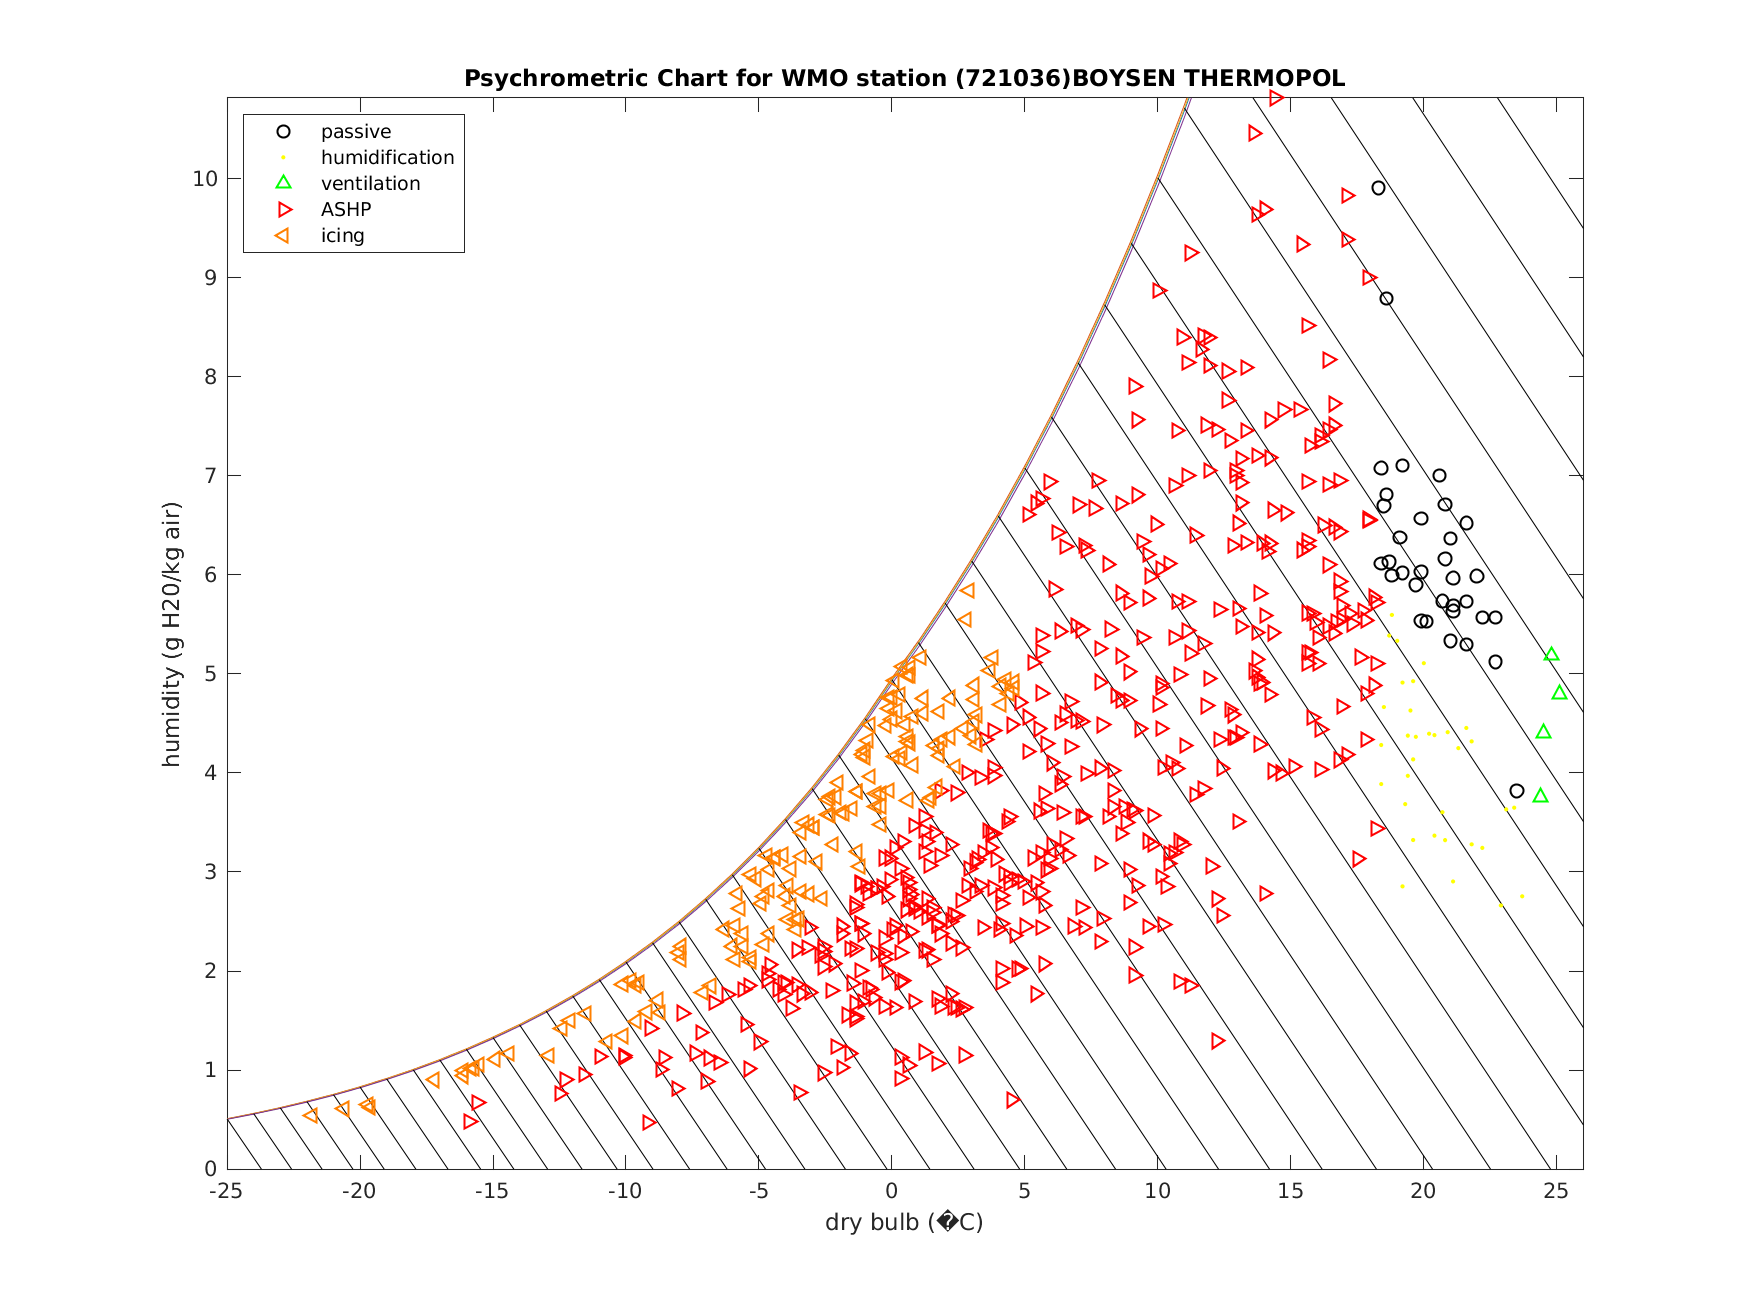 Psychrometric Chart for WMO station (721036)BOYSEN THERMOPOL
passive
humidification
ventilation
ASHP
icing
10
9
8
7
6
5
4
3
2
1
0
humidity (g H20/kg air)
-25 -20 -15 -10 -5 0 5 10 15 20 25
dry bulb (�C)